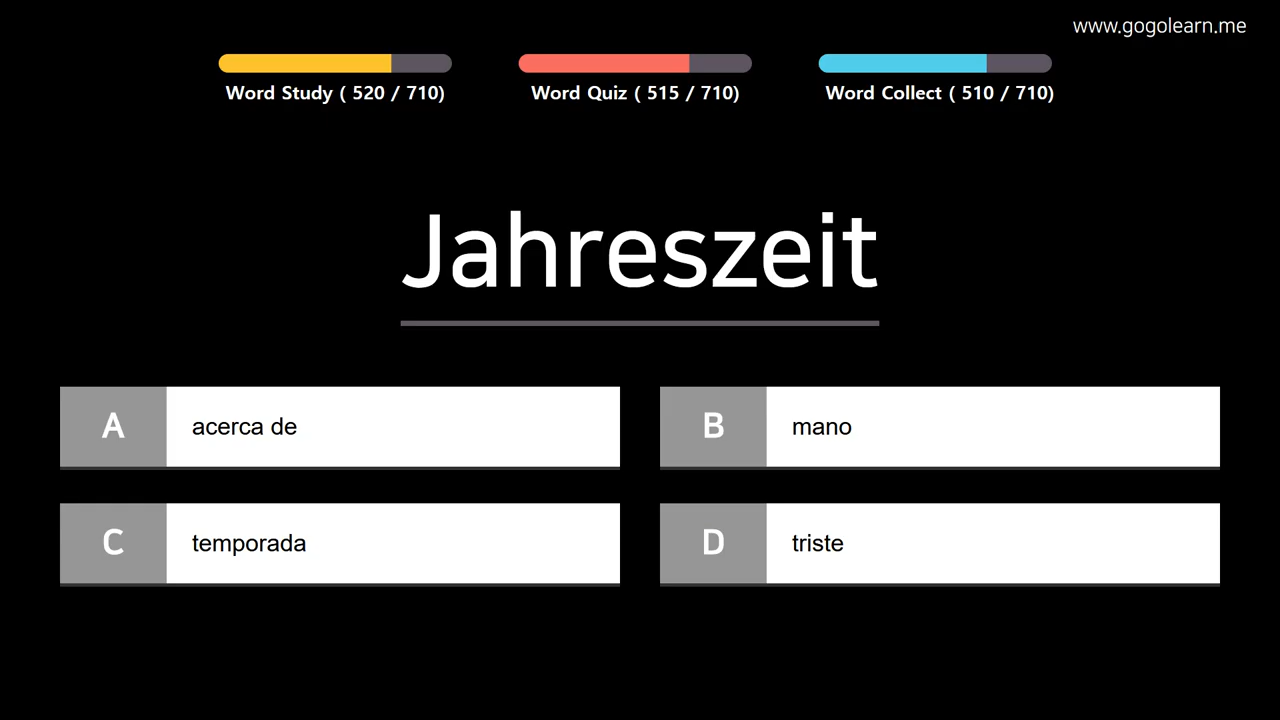 www.gogolearn.me
Word Study ( 520 / 710)
Word Quiz ( 515 / 710)
Word Collect ( 510 / 710)
Jahreszeit
A acerca de
B mano
C temporada
D triste